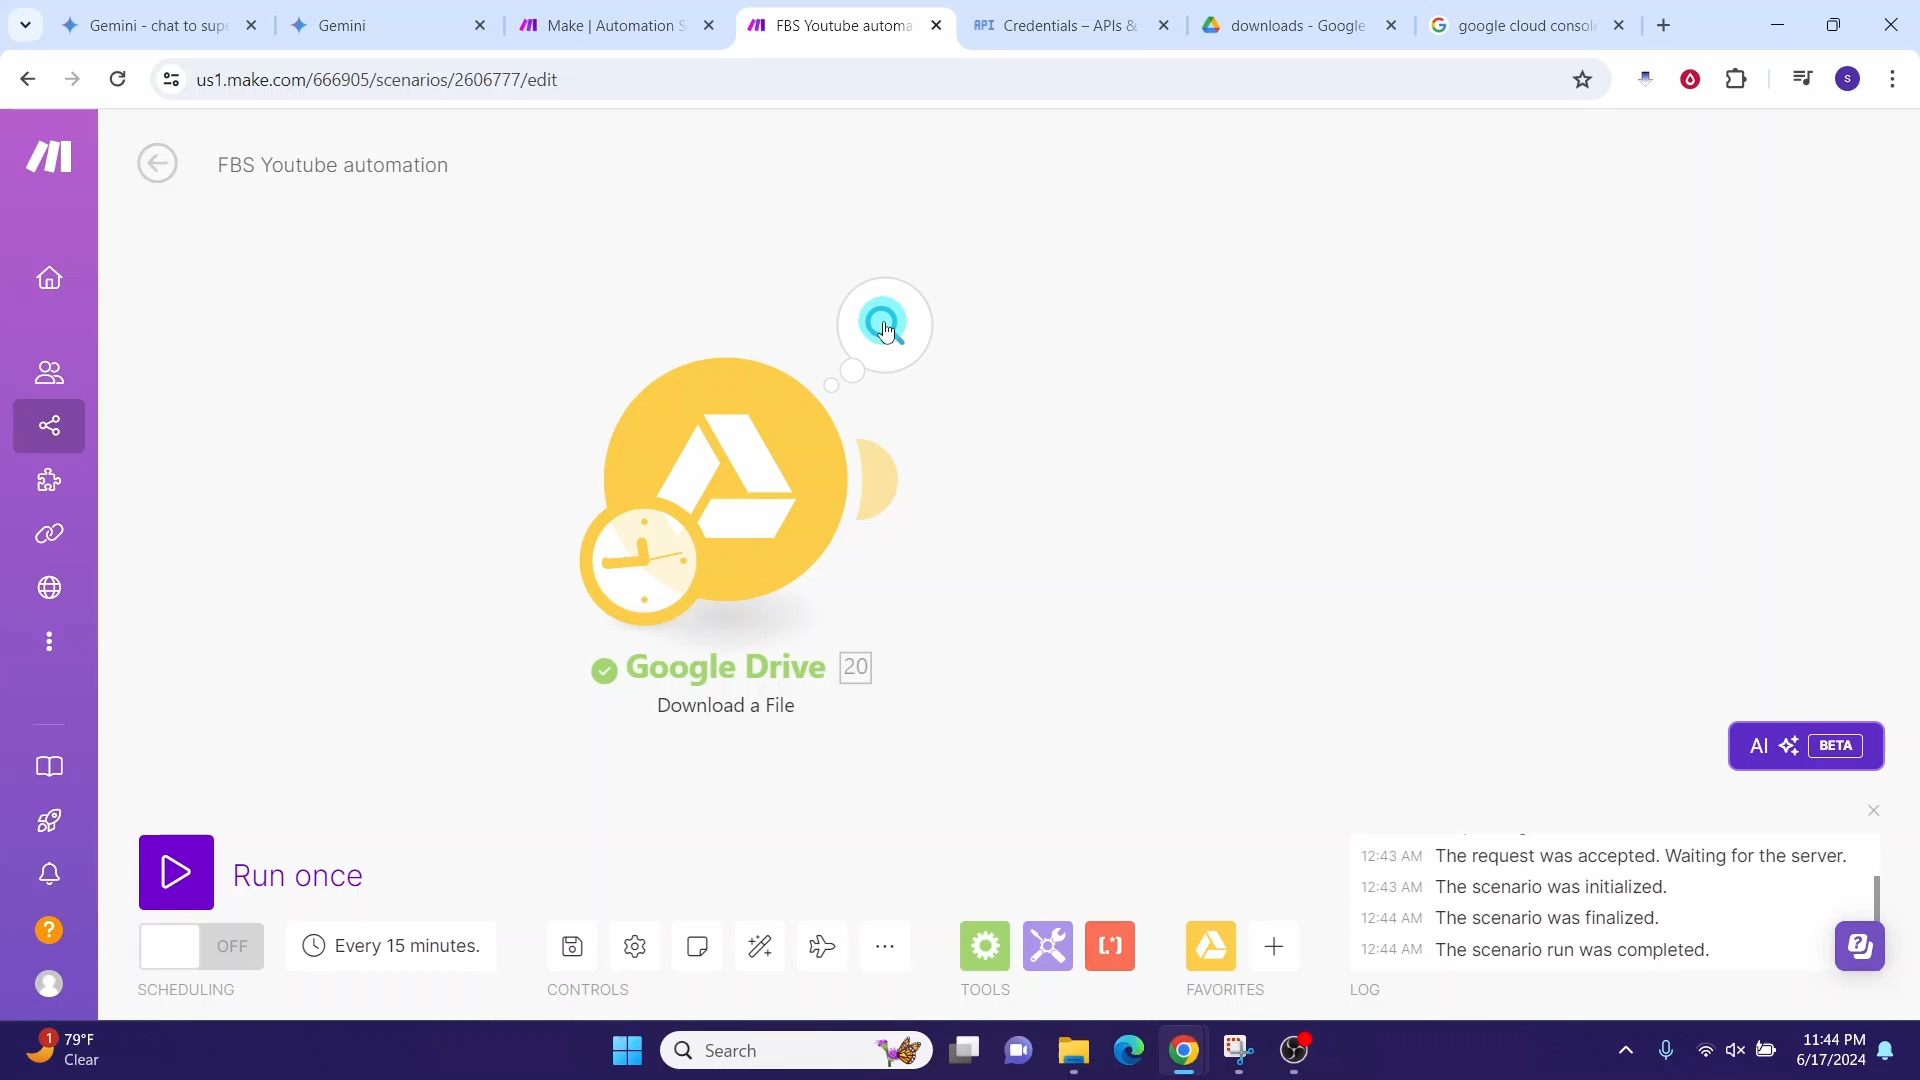 Gemini - chat to sup
Gemini
Make | Automation S
FBS Youtube automa
API
Credentials – APIs &
downloads - Google
google cloud consol
us1.make.com/666905/scenarios/2606777/edit
S
FBS Youtube automation
Google Drive 20
Download a File
AI BETA
Run once
12:43 AM The request was accepted. Waiting for the server.
12:43 AM The scenario was initialized.
12:44 AM The scenario was finalized.
12:44 AM The scenario run was completed.
OFF
Every 15 minutes.
SCHEDULING
CONTROLS
TOOLS
FAVORITES
LOG
1
79°F
Clear
Search
11:44 PM
6/17/2024